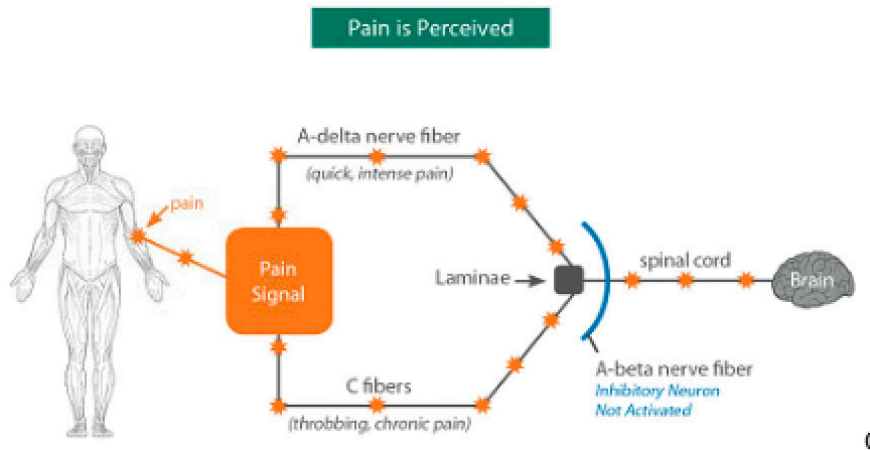 Pain is Perceived
A-delta nerve fiber
(quick, intense pain)
pain
Pain
Signal
Laminae
spinal cord
Brain
A-beta nerve fiber
Inhibitory Neuron
Not Activated
C fibers
(throbbing, chronic pain)